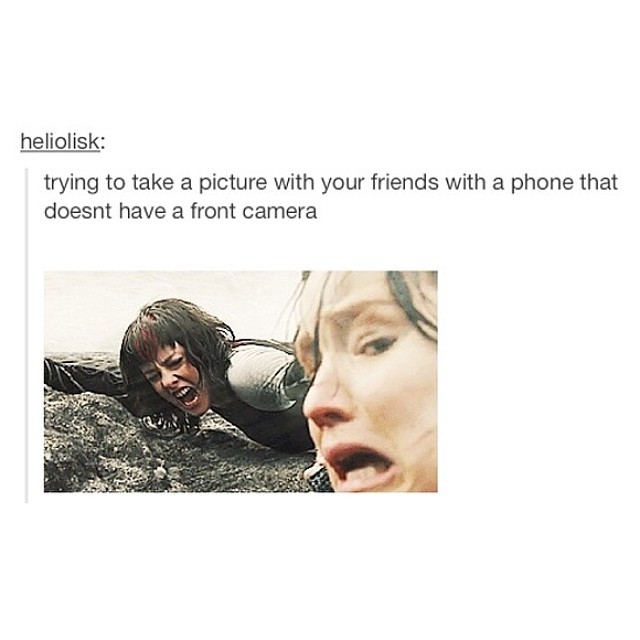 heliolisk:
trying to take a picture with your friends with a phone that
doesnt have a front camera